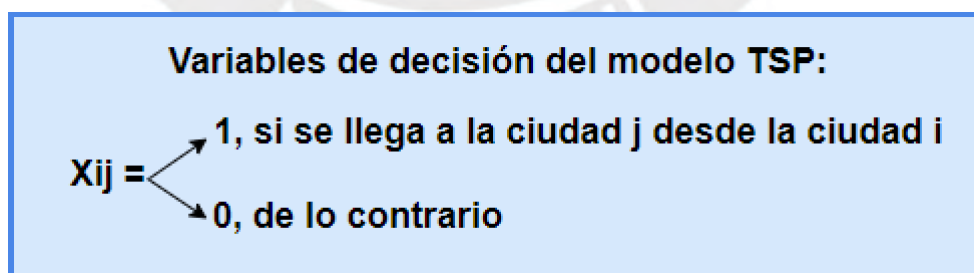 Variables de decisión del modelo TSP:
1, si se llega a la ciudad j desde la ciudad i
Xij =
0, de lo contrario